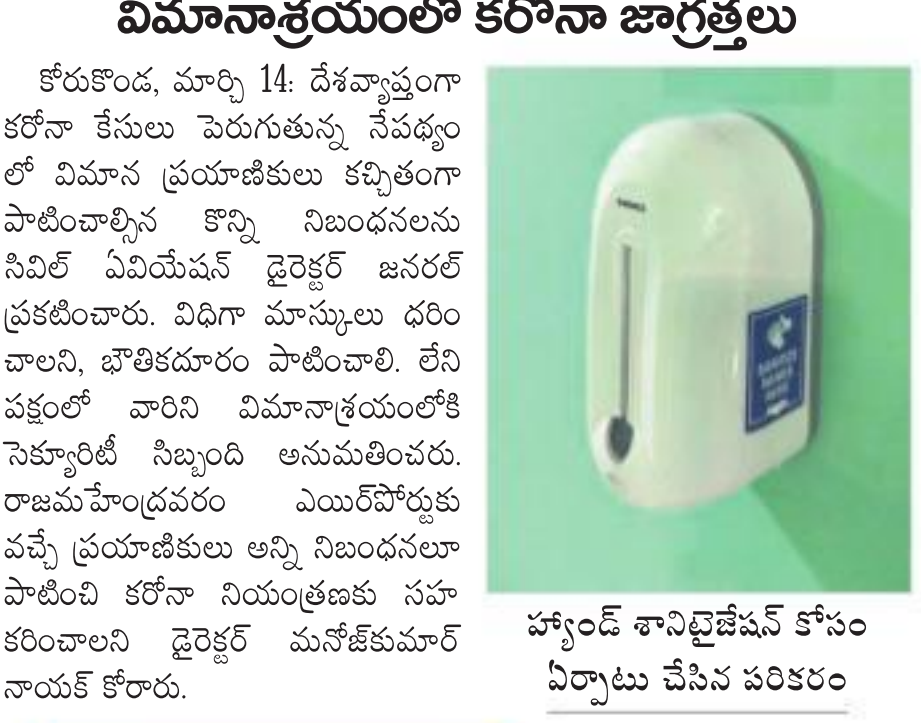 విమానాశ్రయంలో కరోనా జాగ్రత్తలు
కోరుకొండ, మార్చి 14: దేశవ్యాప్తంగా
కరోనా కేసులు పెరుగుతున్న నేపథ్యం
లో విమాన ప్రయాణికులు కచ్చితంగా
పాటించాల్సిన కొన్ని నిబంధనలను
సివిల్ ఏవియేషన్ డైరెక్టర్ జనరల్
ప్రకటించారు. విధిగా మాస్కులు ధరిం
చాలని, భౌతికదూరం పాటించాలి. లేని
పక్షంలో వారిని విమానాశ్రయంలోకి
సెక్యూరిటీ సిబ్బంది అనుమతించరు.
రాజమహేంద్రవరం ఎయిర్‌పోర్టుకు
వచ్చే ప్రయాణికులు అన్ని నిబంధనలూ
పాటించి కరోనా నియంత్రణకు సహ
కరించాలని డైరెక్టర్ మనోజ్‌కుమార్
నాయక్ కోరారు.
హ్యాండ్ శానిటైజేషన్ కోసం
ఏర్పాటు చేసిన పరికరం